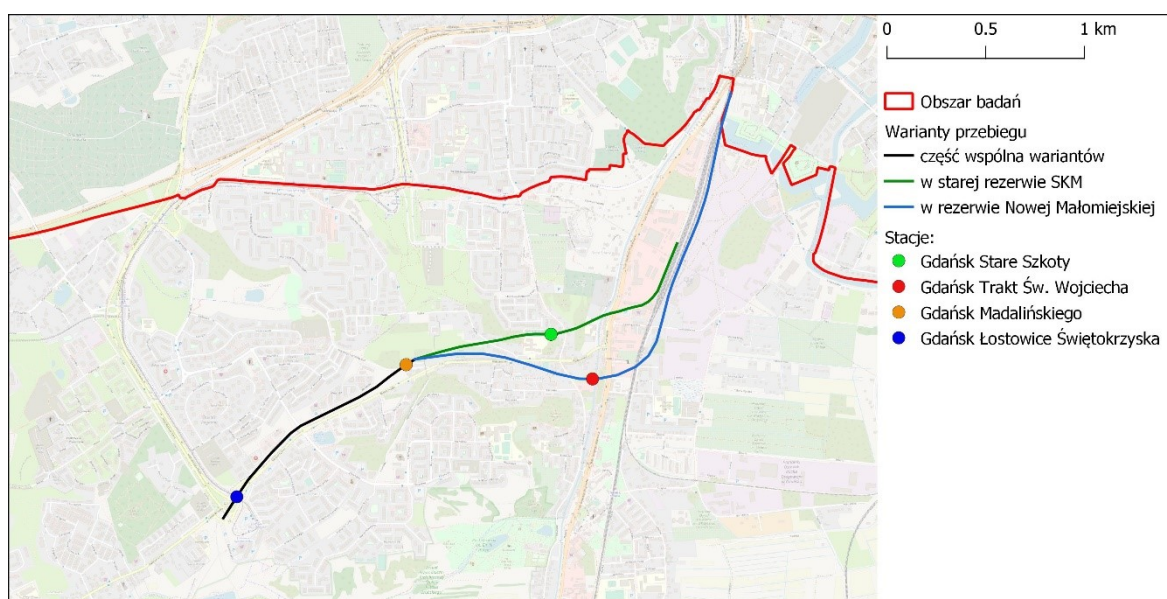 0 0.5 1 km
Obszar badań
Warianty przebiegu
część wspólna wariantów
w starej rezerwie SKM
w rezerwie Nowej Małomiejskiej
Stacje:
Gdańsk Stare Szkoty
Gdańsk Trakt Św. Wojciecha
Gdańsk Madalińskiego
Gdańsk Łostowice Świętokrzyska